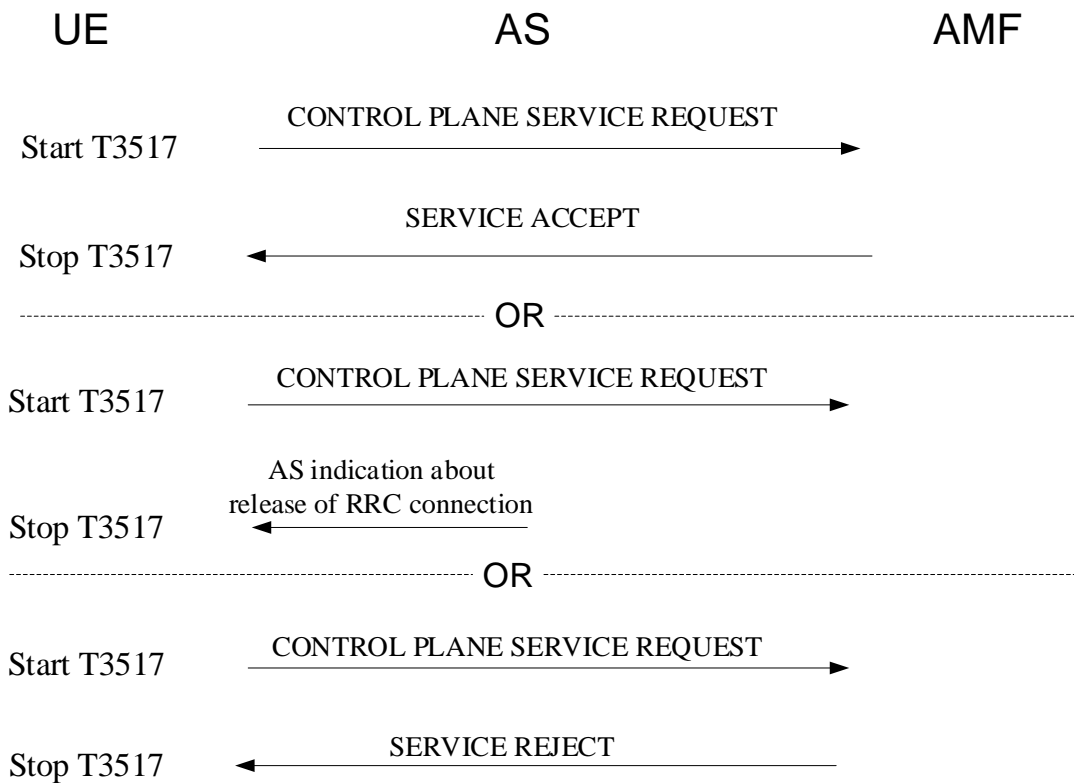 UE AS AMF
CONTROL PLANE SERVICE REQUEST
Start T3517
SERVICE ACCEPT
Stop T3517
OR
CONTROL PLANE SERVICE REQUEST
Start T3517
AS indication about
release of RRC connection
Stop T3517
OR
CONTROL PLANE SERVICE REQUEST
Start T3517
SERVICE REJECT
Stop T3517